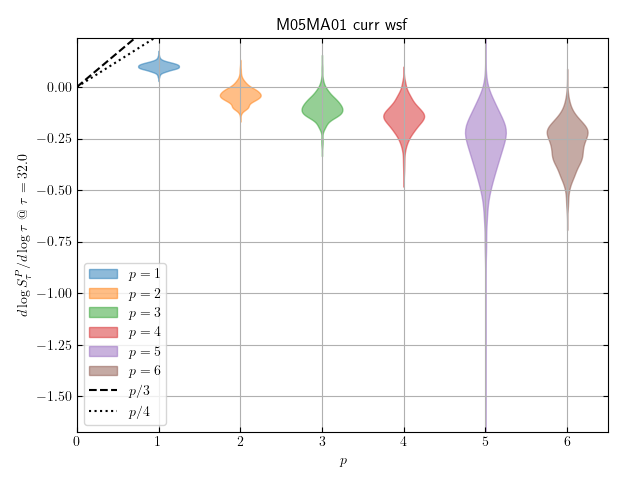 M05MA01 curr wsf
0.00
−0.25
−0.50
−0.75
−1.00
−1.25
−1.50
d log S_τ^P / d log τ @ τ = 32.0
p = 1
p = 2
p = 3
p = 4
p = 5
p = 6
p/3
p/4
0 1 2 3 4 5 6
p